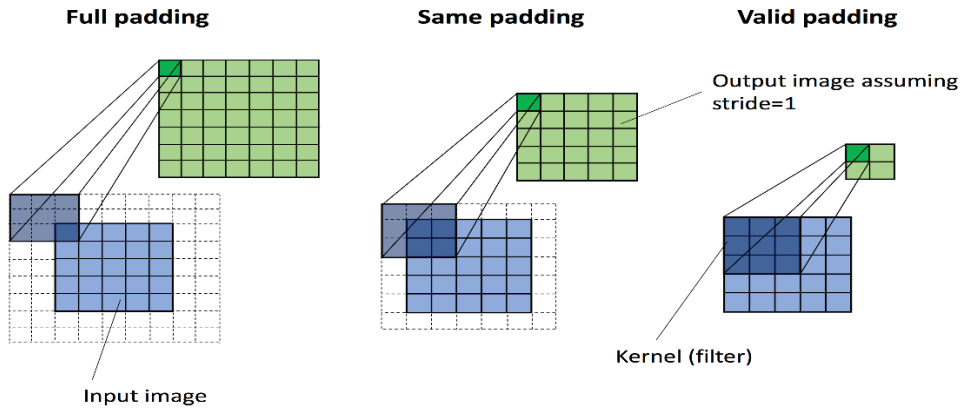 Full padding
Same padding
Valid padding
Output image assuming
stride=1
Kernel (filter)
Input image